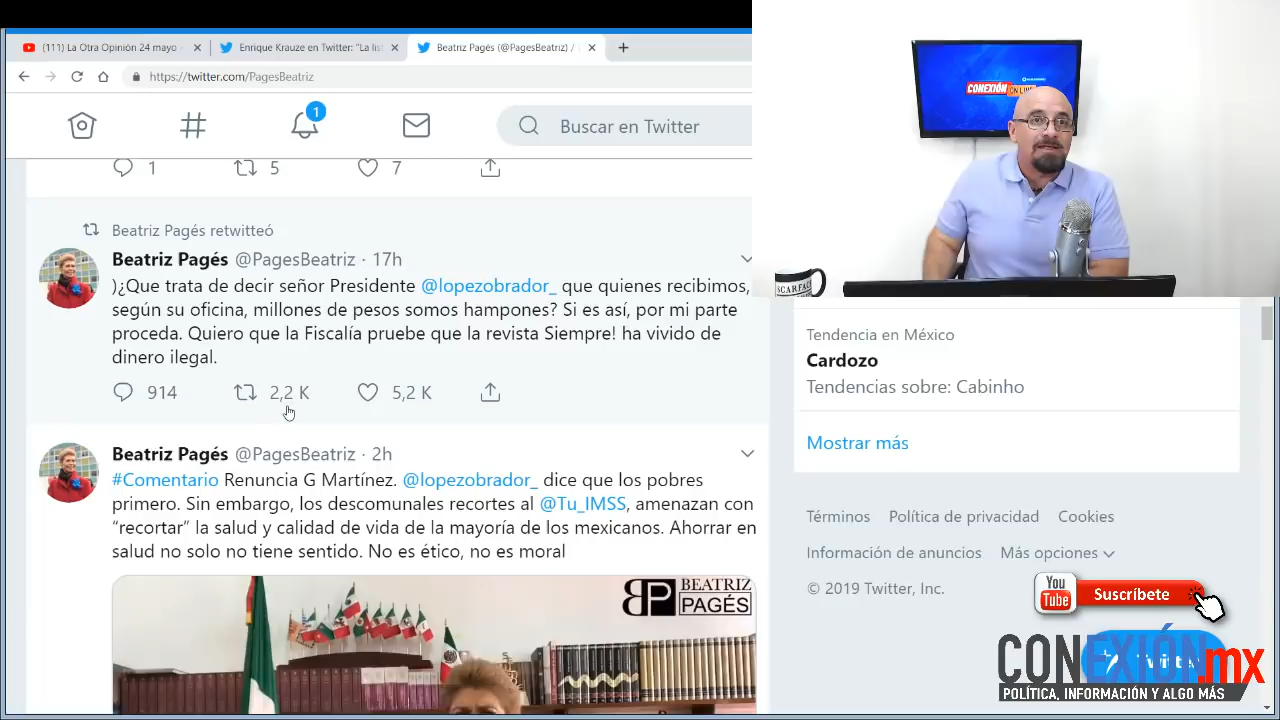 (111) La Otra Opinión 24 mayo
Enrique Krauze en Twitter: "La lis
Beatriz Pagés (@PagesBeatriz) /
https://twitter.com/PagesBeatriz
1
Buscar en Twitter
1 5 7
Beatriz Pagés retwitteó
Beatriz Pagés @PagesBeatriz · 17h
)¿Que trata de decir señor Presidente @lopezobrador_ que quienes recibimos,
según su oficina, millones de pesos somos hampones? Si es así, por mi parte
proceda. Quiero que la Fiscalía pruebe que la revista Siempre! ha vivido de
dinero ilegal.
914 2,2 K 5,2 K
Beatriz Pagés @PagesBeatriz · 2h
#Comentario Renuncia G Martínez. @lopezobrador_ dice que los pobres
primero. Sin embargo, los descomunales recortes al @Tu_IMSS, amenazan con
“recortar” la salud y calidad de vida de la mayoría de los mexicanos. Ahorrar en
salud no solo no tiene sentido. No es ético, no es moral
BP BEATRIZ
PAGÉS
CONEXIÓN
ON LINE
SCARFACE
Tendencia en México
Cardozo
Tendencias sobre: Cabinho
Mostrar más
Términos Política de privacidad Cookies
Información de anuncios Más opciones
© 2019 Twitter, Inc.
You
Tube
Suscríbete
CONEXIÓN.mx
POLÍTICA, INFORMACIÓN Y ALGO MÁS